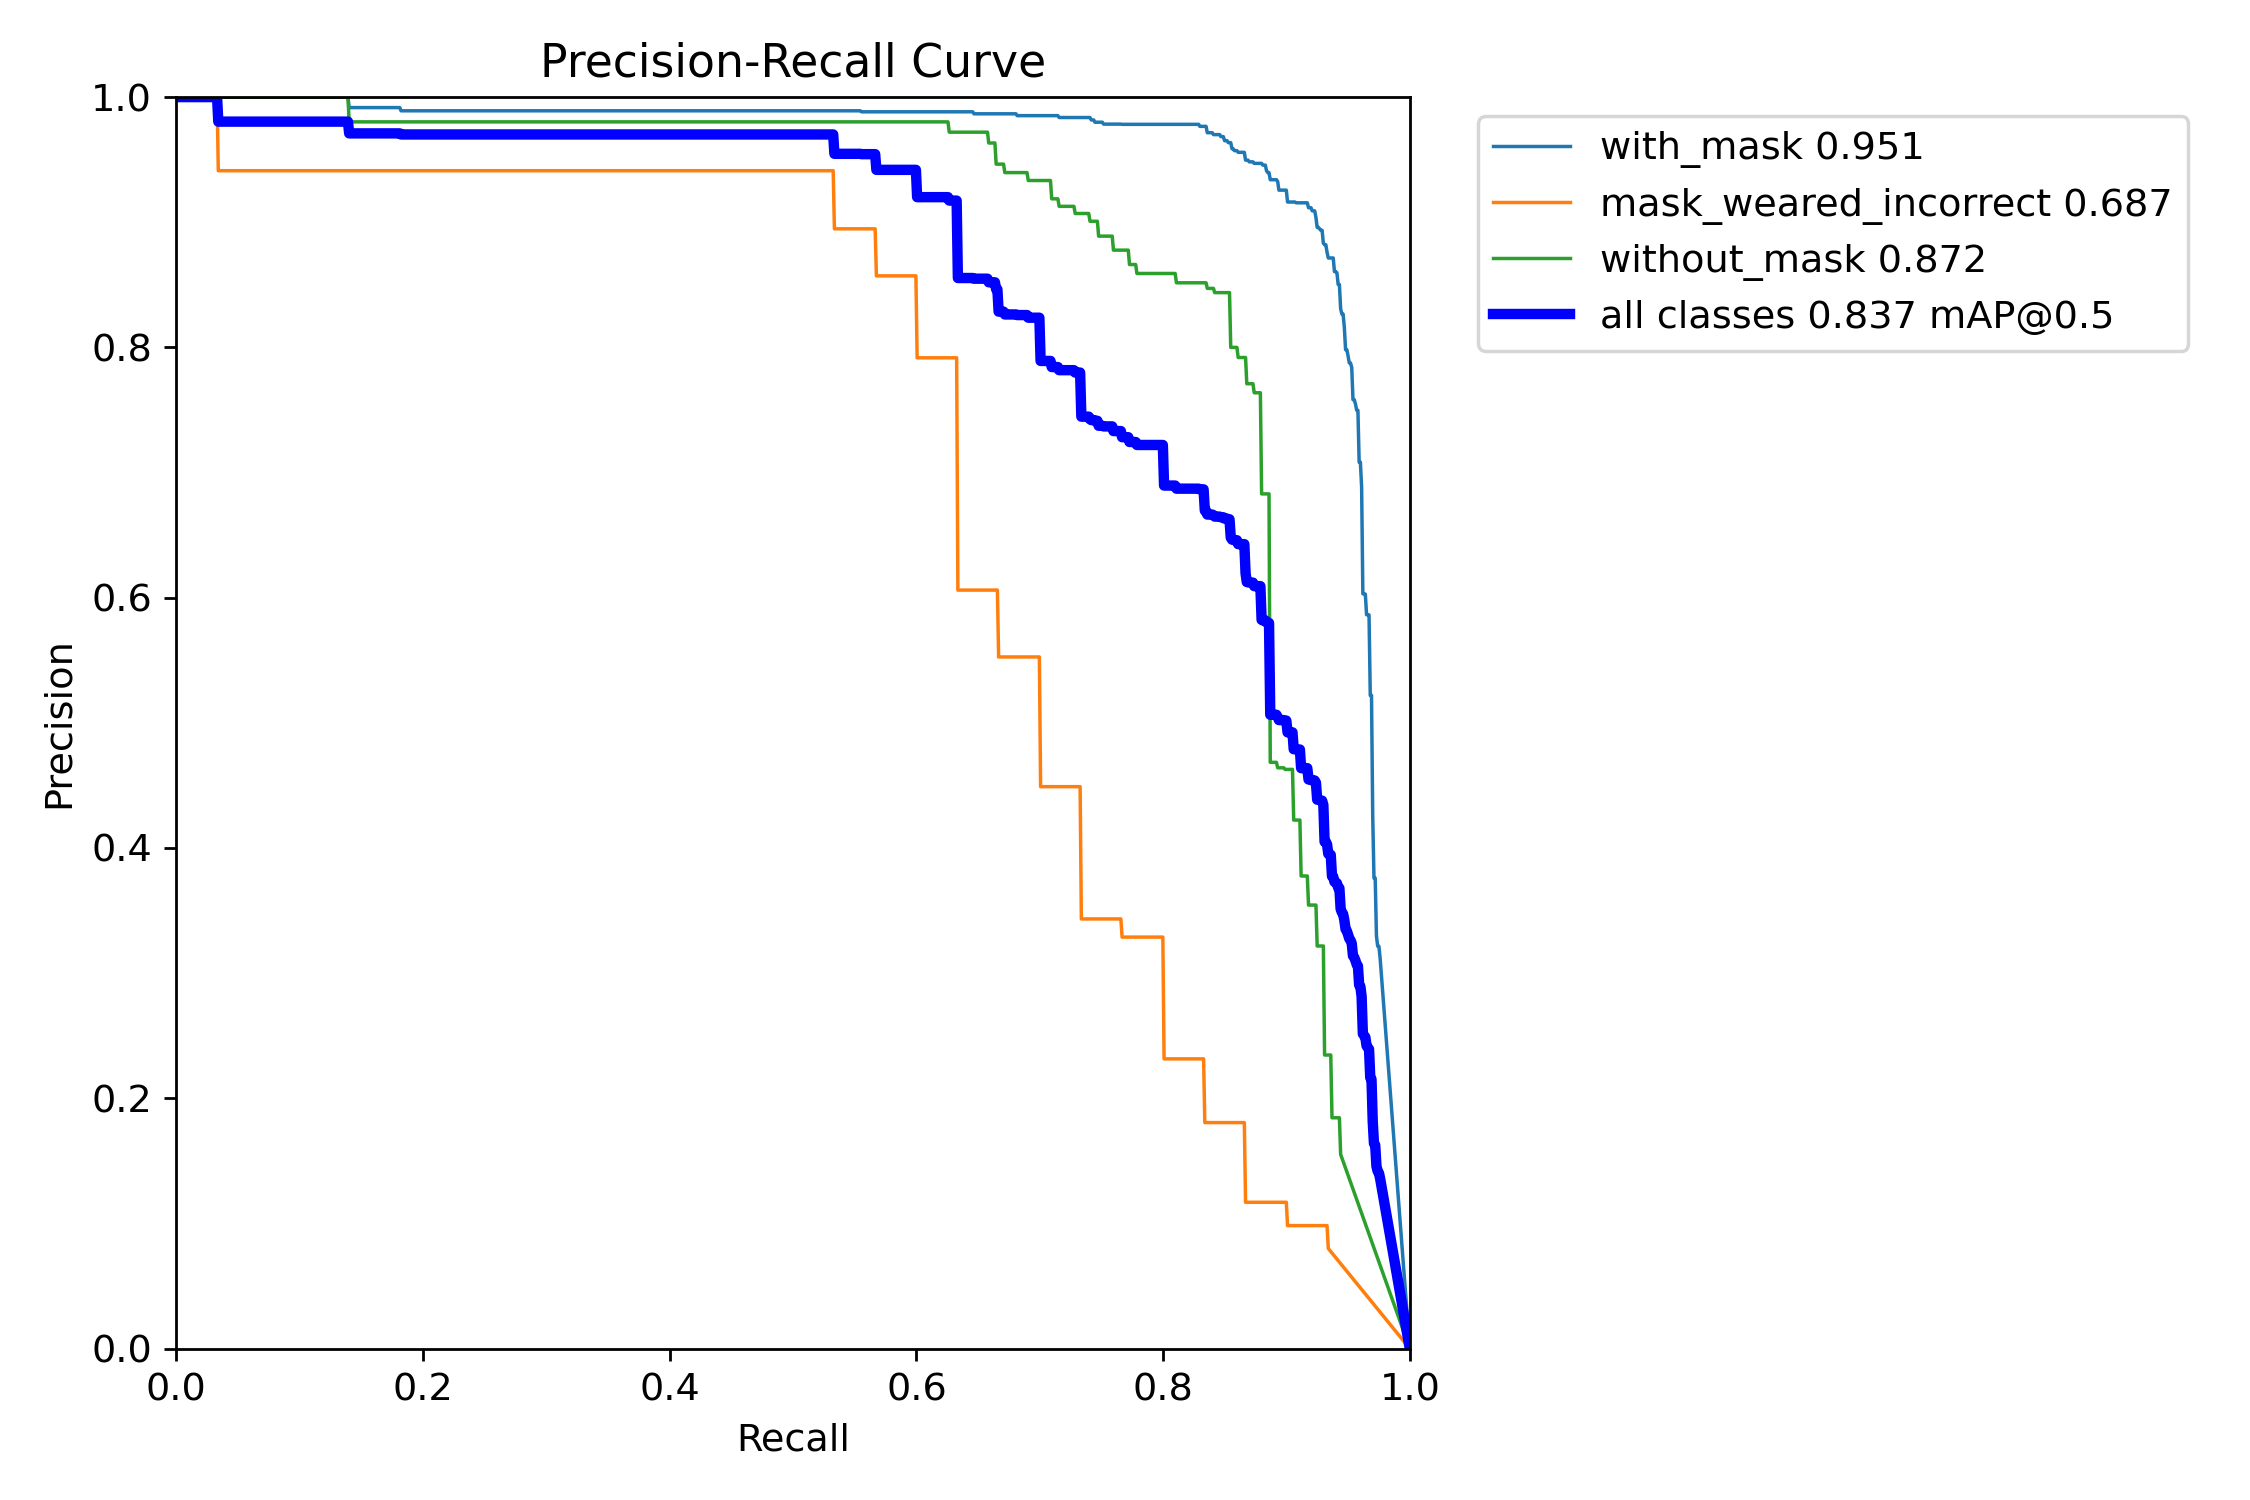 Precision-Recall Curve
1.0
0.8
0.6
0.4
0.2
0.0
Precision
0.0 0.2 0.4 0.6 0.8 1.0
Recall
with_mask 0.951
mask_weared_incorrect 0.687
without_mask 0.872
all classes 0.837 mAP@0.5